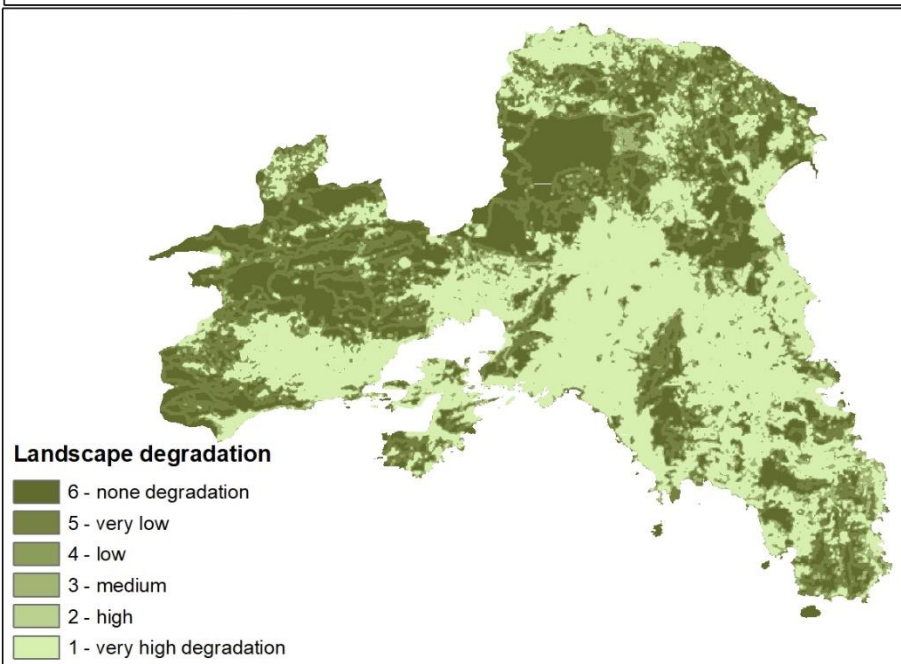 Landscape degradation
6 - none degradation
5 - very low
4 - low
3 - medium
2 - high
1 - very high degradation